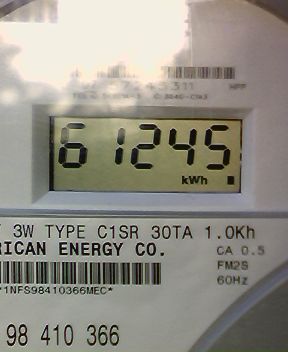 HPF
61245
kWh
3W TYPE C1SR 30TA 1.0Kh
RICAN ENERGY CO.
CA 0.5
FM2S
60Hz
*1NFS98410366MEC*
98 410 366